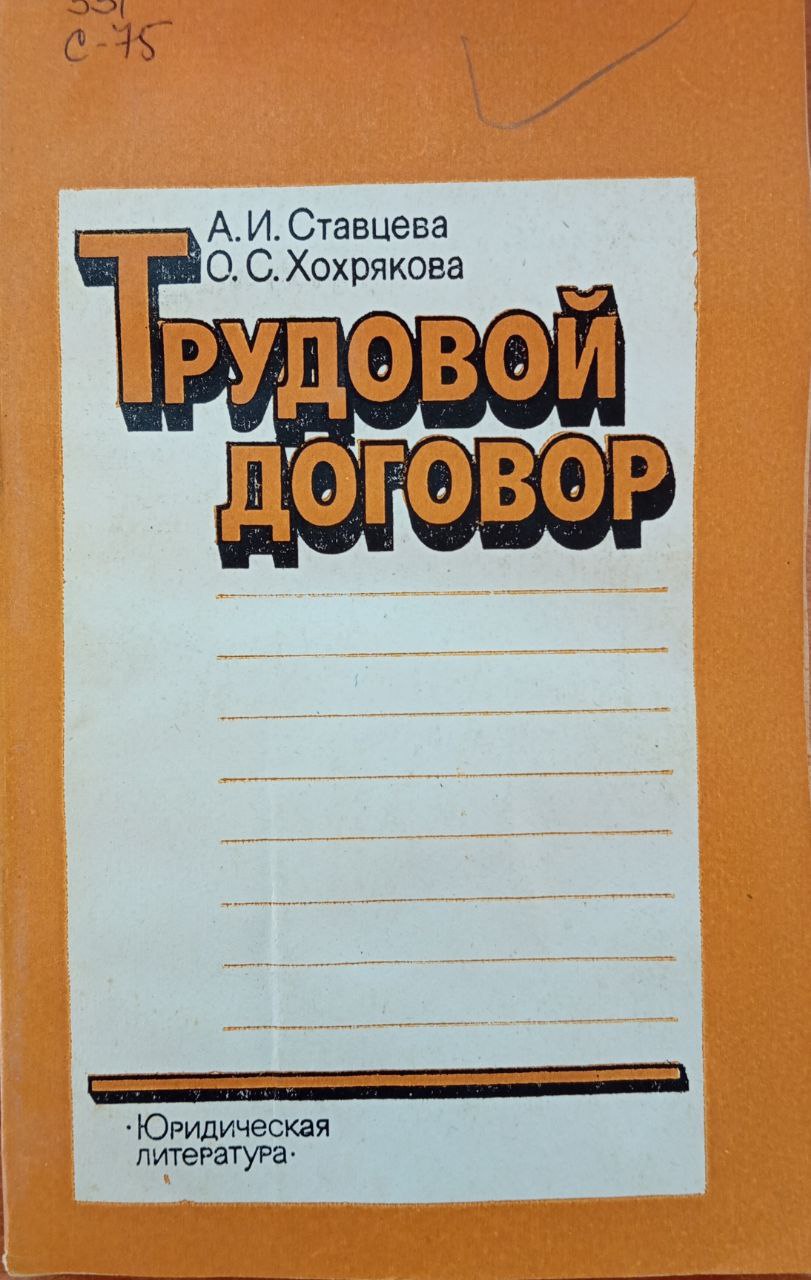 С-75
А. И. Ставцева
О. С. Хохрякова
ТРУДОВОЙ
ДОГОВОР
·Юридическая
литература·